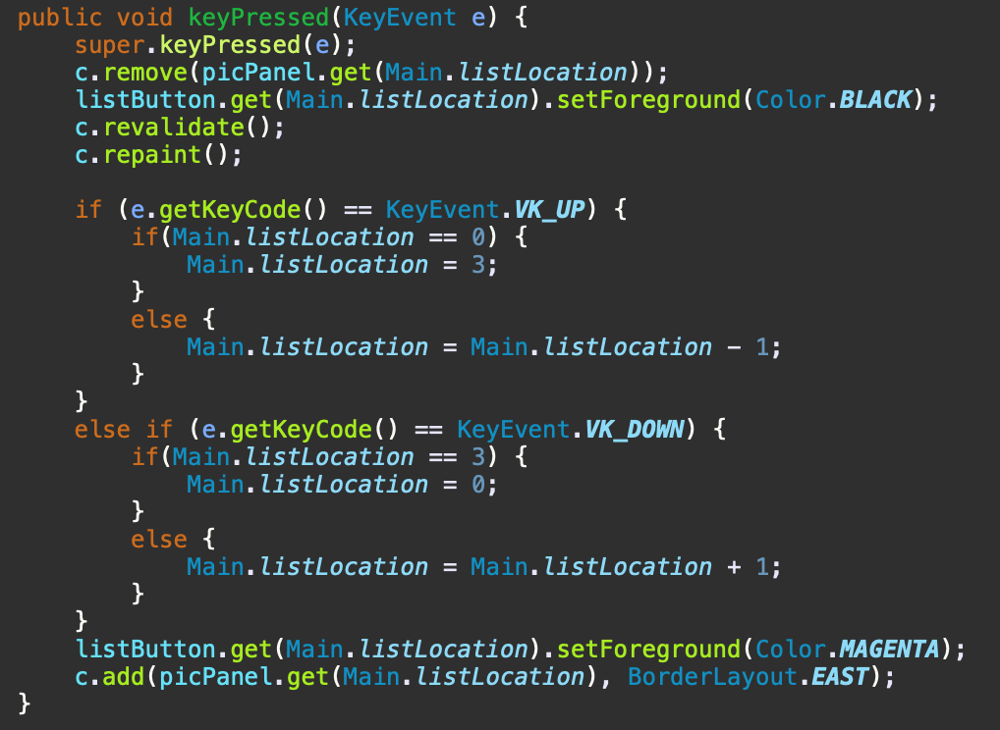 public void keyPressed(KeyEvent e) {
    super.keyPressed(e);
    c.remove(picPanel.get(Main.listLocation));
    listButton.get(Main.listLocation).setForeground(Color.BLACK);
    c.revalidate();
    c.repaint();

    if (e.getKeyCode() == KeyEvent.VK_UP) {
        if(Main.listLocation == 0) {
            Main.listLocation = 3;
        }
        else {
            Main.listLocation = Main.listLocation - 1;
        }
    }
    else if (e.getKeyCode() == KeyEvent.VK_DOWN) {
        if(Main.listLocation == 3) {
            Main.listLocation = 0;
        }
        else {
            Main.listLocation = Main.listLocation + 1;
        }
    }
    listButton.get(Main.listLocation).setForeground(Color.MAGENTA);
    c.add(picPanel.get(Main.listLocation), BorderLayout.EAST);
}